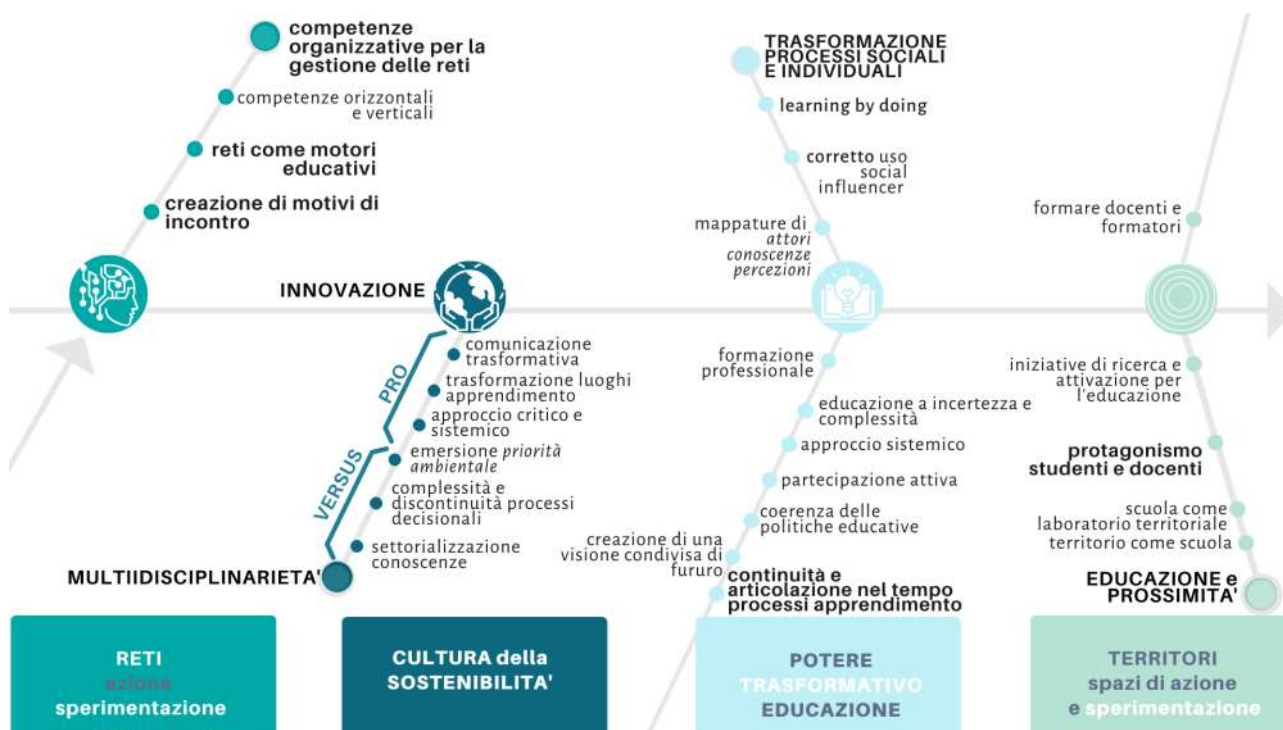 competenze
organizzative per la
gestione delle reti
competenze orizzontali
e verticali
reti come motori
educativi
creazione di motivi di
incontro
INNOVAZIONE
PRO
VERSUS
comunicazione
trasformativa
trasformazione luoghi
apprendimento
approccio critico e
sistemico
emersione priorità
ambientale
complessità e
discontinuità processi
decisionali
settorializzazione
conoscenze
MULTIIDISCIPLINARIETA'
TRASFORMAZIONE
PROCESSI SOCIALI
E INDIVIDUALI
learning by doing
corretto uso
social
influencer
mappature di
attori
conoscenze
percezioni
formazione
professionale
educazione a incertezza e
complessità
approccio sistemico
partecipazione attiva
coerenza delle
politiche educative
creazione di una
visione condivisa di
fururo
continuità e
articolazione nel tempo
processi apprendimento
formare docenti e
formatori
iniziative di ricerca e
attivazione per
l'educazione
protagonismo
studenti e docenti
scuola come
laboratorio territoriale
territorio come scuola
EDUCAZIONE e
PROSSIMITA'
RETI
azione
sperimentazione
CULTURA della
SOSTENIBILITA'
POTERE
TRASFORMATIVO
EDUCAZIONE
TERRITORI
spazi di azione
e sperimentazione